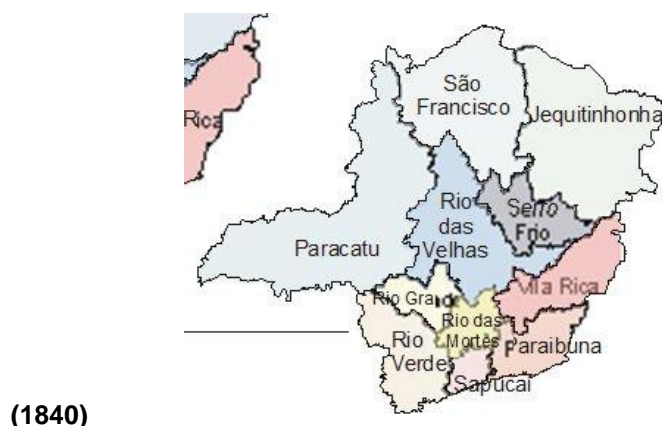 São
Francisco
Jequitinhonha
Rica
Rio
das
Velhas
Serro
Frio
Paracatu
Vila Rica
Rio Grande
Rio das
Mortes
Rio
Verde
Paraibuna
Sapucaí
(1840)